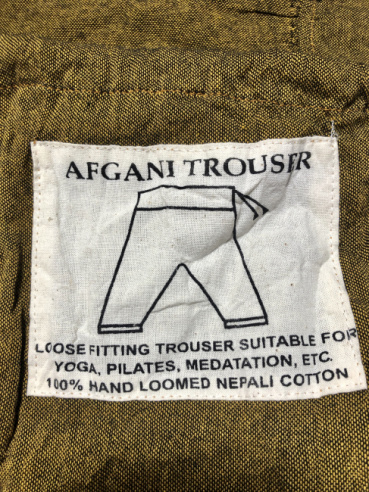 AFGANI TROUSER
LOOSE FITTING TROUSER SUITABLE FOR
YOGA, PILATES, MEDATATION, ETC.
100% HAND LOOMED NEPALI COTTON